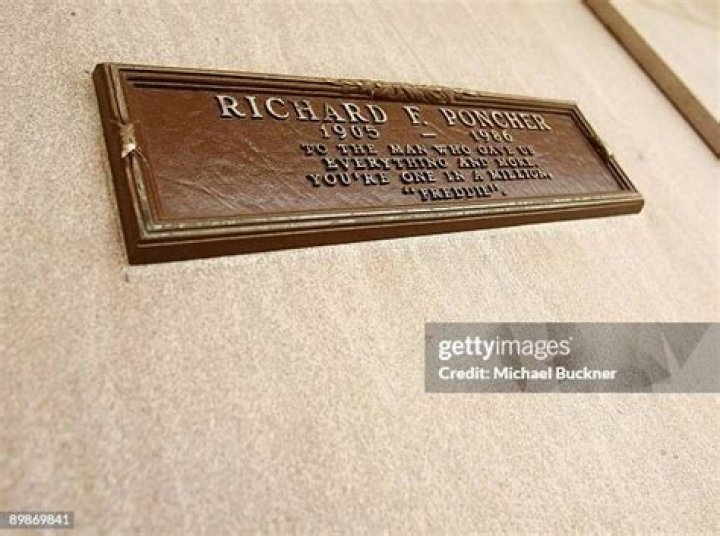 RICHARD F. PONCHER
1905 — 1986
TO THE MAN WHO GAVE US
EVERYTHING AND MORE.
YOU'RE ONE IN A MILLION,
"FREDDIE".
gettyimages
Credit: Michael Buckner
89869841